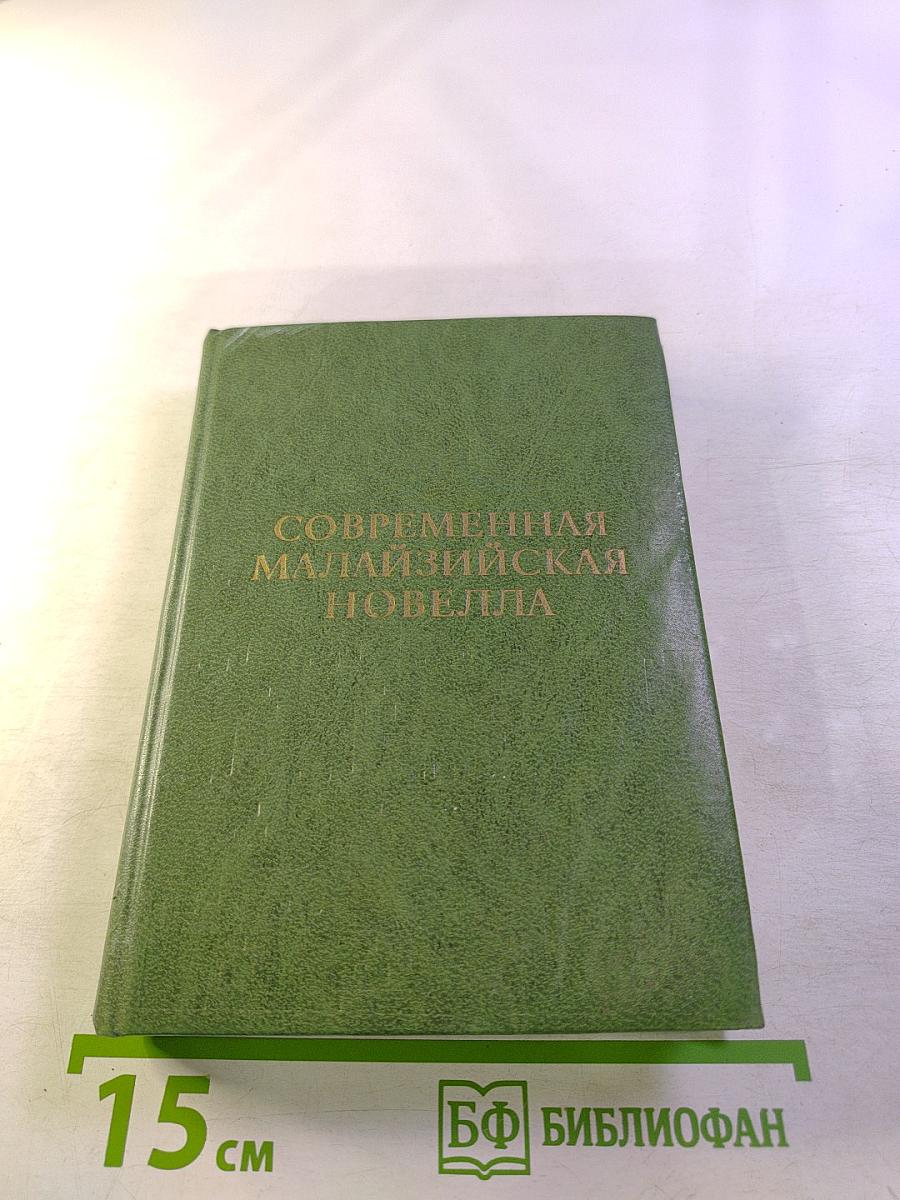 СОВРЕМЕННАЯ
МАЛАЙЗИЙСКАЯ
НОВЕЛЛА
15 см
БФ БИБЛИОФАН